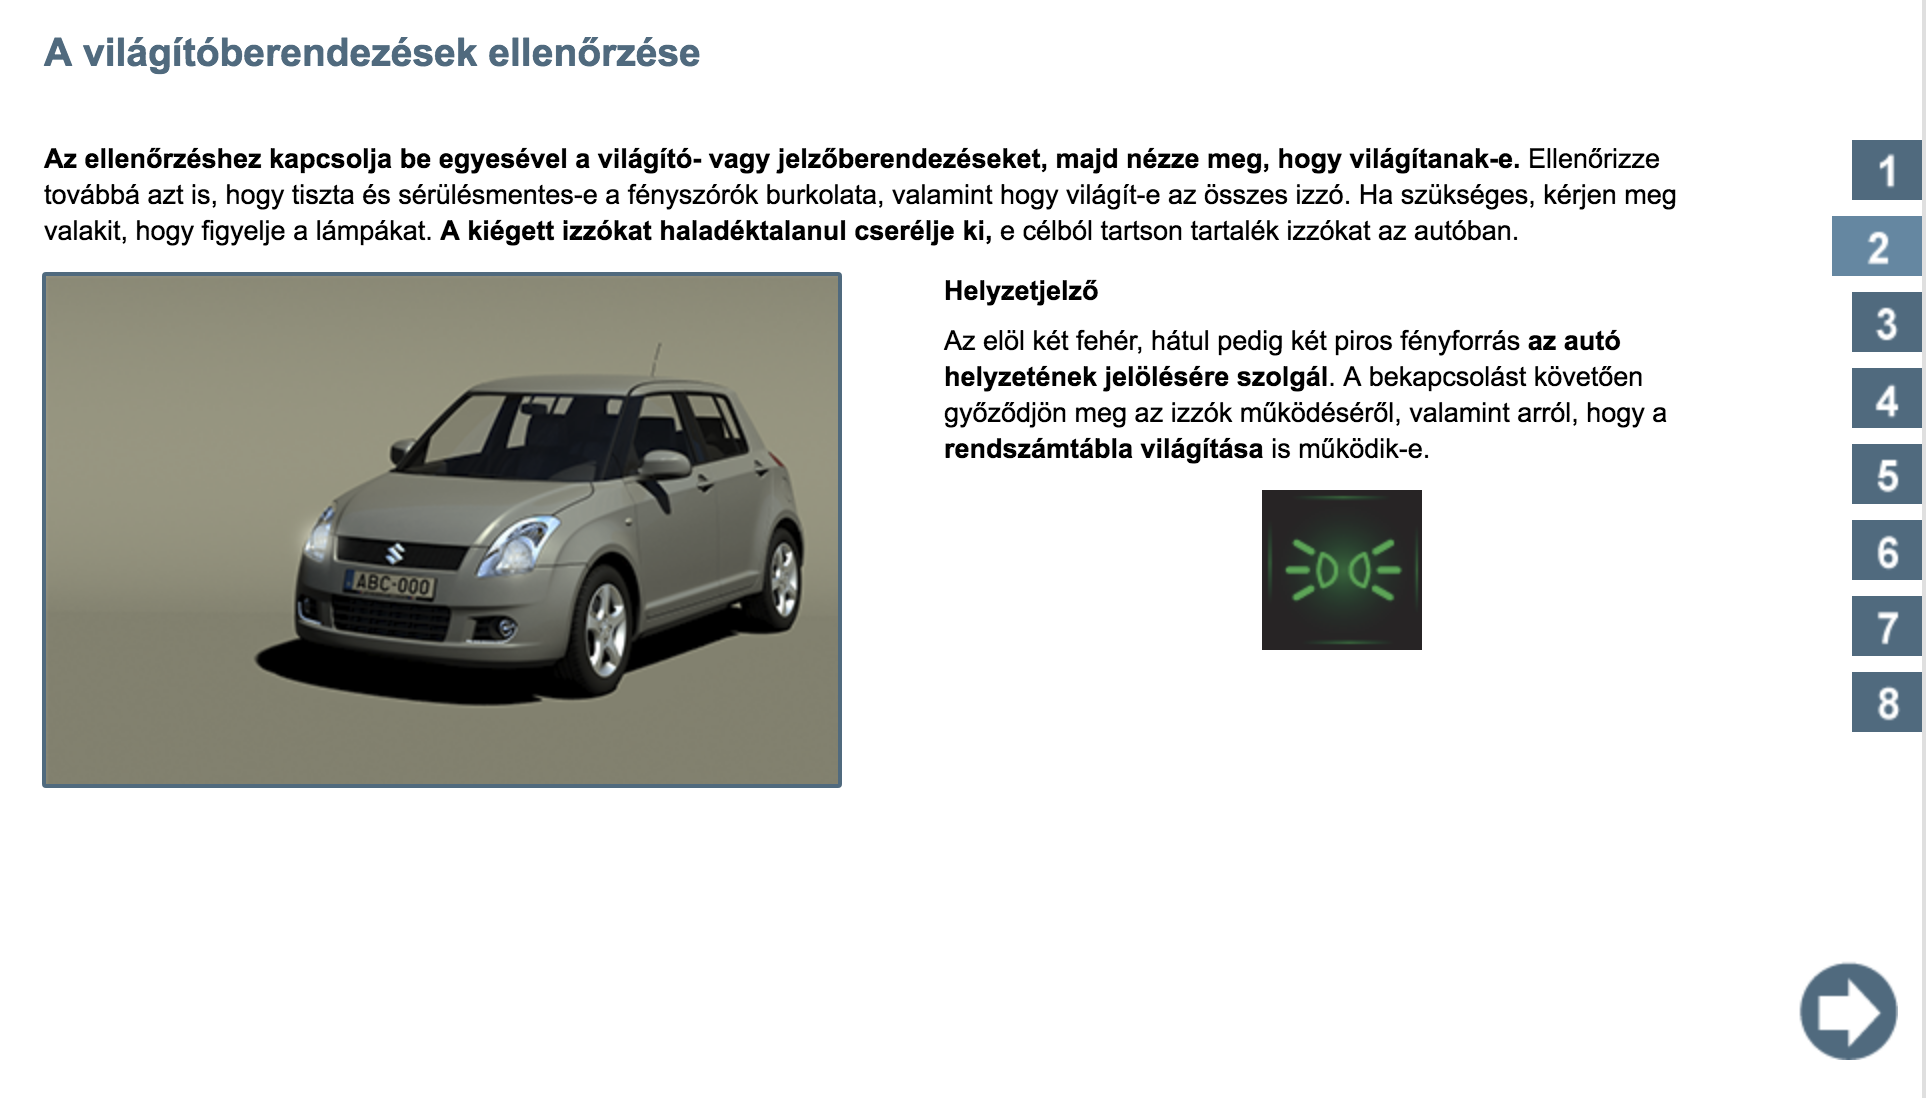 A világítóberendezések ellenőrzése
Az ellenőrzéshez kapcsolja be egyesével a világító- vagy jelzőberendezéseket, majd nézze meg, hogy világítanak-e. Ellenőrizze
továbbá azt is, hogy tiszta és sérülésmentes-e a fényszórók burkolata, valamint hogy világít-e az összes izzó. Ha szükséges, kérjen meg
valakit, hogy figyelje a lámpákat. A kiégett izzókat haladéktalanul cserélje ki, e célból tartson tartalék izzókat az autóban.
ABC-000
Helyzetjelző
Az elöl két fehér, hátul pedig két piros fényforrás az autó
helyzetének jelölésére szolgál. A bekapcsolást követően
győződjön meg az izzók működéséről, valamint arról, hogy a
rendszámtábla világítása is működik-e.
1
2
3
4
5
6
7
8